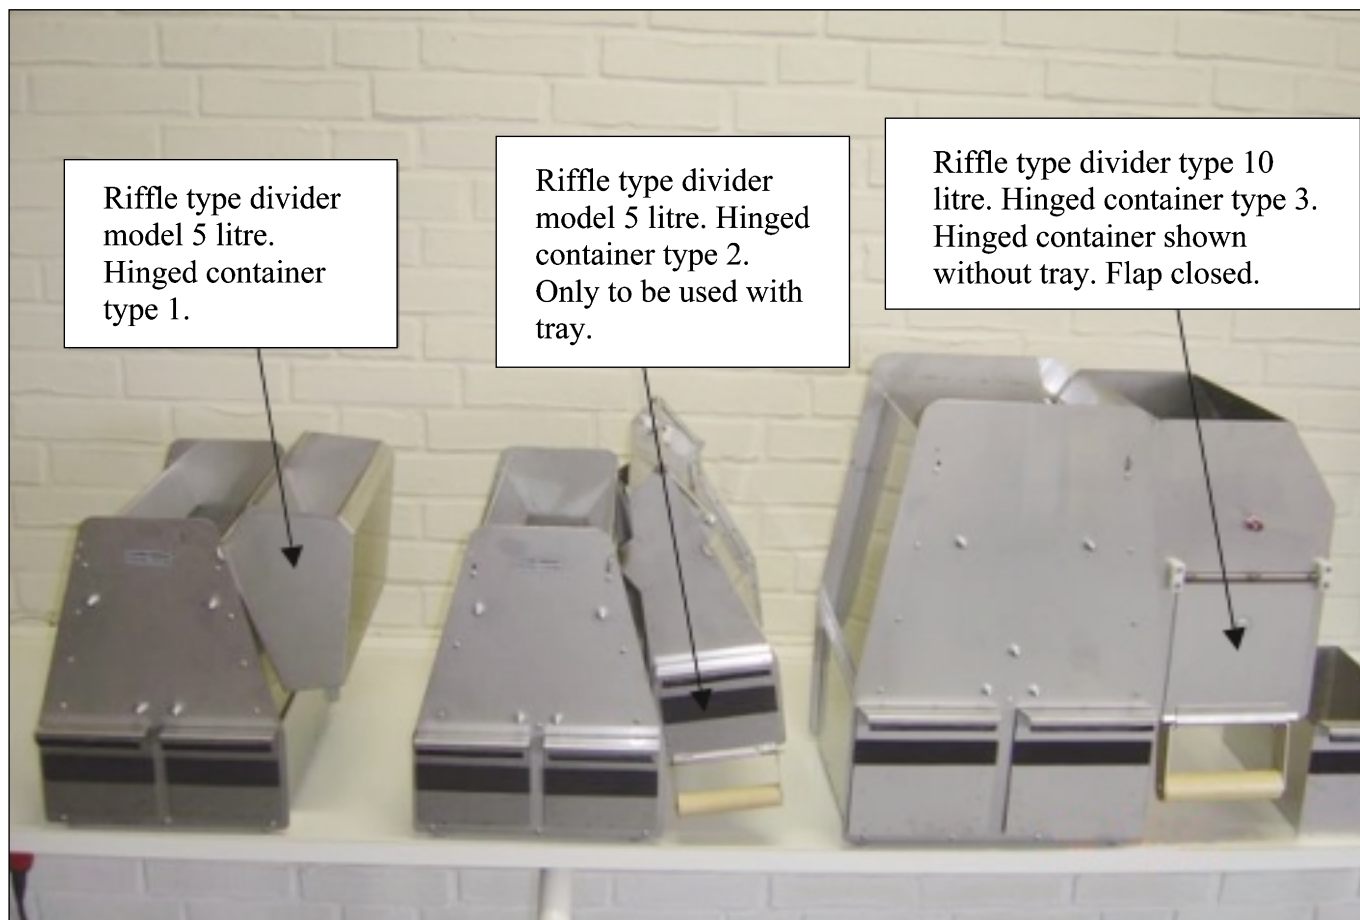 Riffle type divider
model 5 litre.
Hinged container
type 1.
Riffle type divider
model 5 litre. Hinged
container type 2.
Only to be used with
tray.
Riffle type divider type 10
litre. Hinged container type 3.
Hinged container shown
without tray. Flap closed.